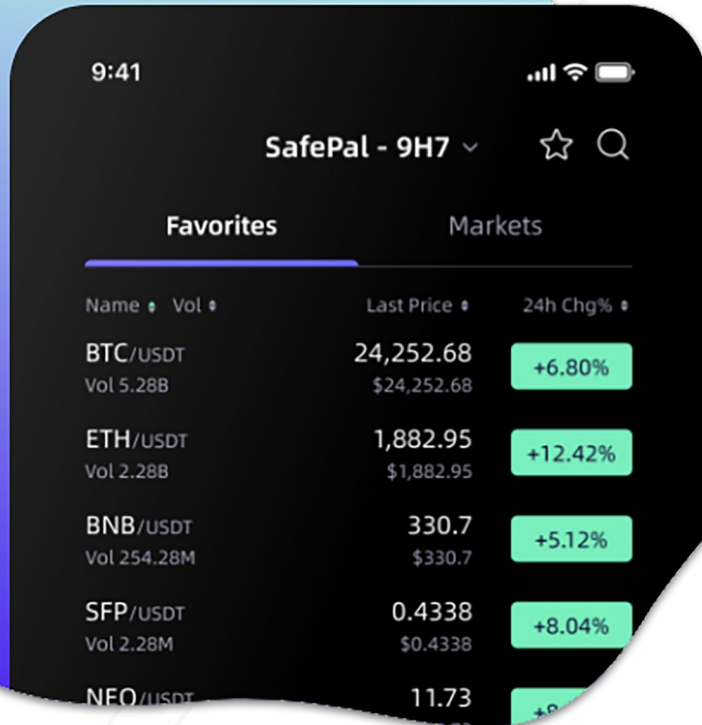 9:41
SafePal - 9H7
Favorites Markets
Name Vol Last Price 24h Chg%
BTC/USDT 24,252.68 +6.80%
Vol 5.28B $24,252.68
ETH/USDT 1,882.95 +12.42%
Vol 2.28B $1,882.95
BNB/USDT 330.7 +5.12%
Vol 254.28M $330.7
SFP/USDT 0.4338 +8.04%
Vol 2.28M $0.4338
NEO/USDT 11.73